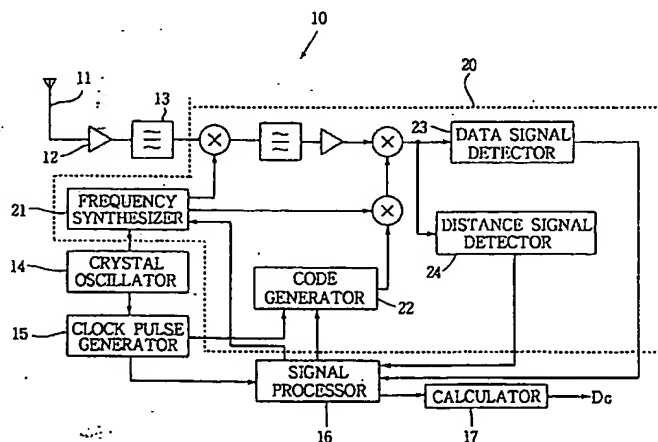 10
20
11
13
12
23
DATA SIGNAL
DETECTOR
21
FREQUENCY
SYNTHESIZER
DISTANCE SIGNAL
DETECTOR
24
14
CRYSTAL
OSCILLATOR
CODE
GENERATOR
22
15
CLOCK PULSE
GENERATOR
SIGNAL
PROCESSOR
16
CALCULATOR
17
DG